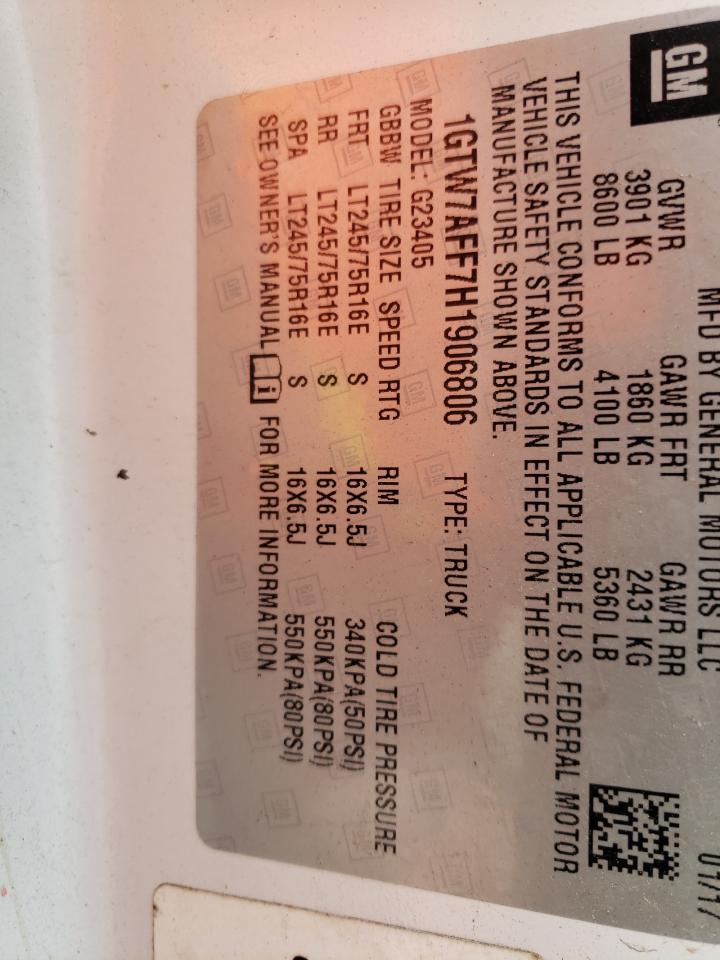 GM
MFD BY GENERAL MOTORS LLC 01/17
GVWR GAWR FRT GAWR RR
3901 KG 1860 KG 2431 KG
8600 LB 4100 LB 5360 LB
THIS VEHICLE CONFORMS TO ALL APPLICABLE U.S. FEDERAL MOTOR
VEHICLE SAFETY STANDARDS IN EFFECT ON THE DATE OF
MANUFACTURE SHOWN ABOVE.
1GTW7AFF7H1906806 TYPE: TRUCK
MODEL: G23405
GBBW TIRE SIZE SPEED RTG RIM COLD TIRE PRESSURE
FRT LT245/75R16E S 16X6.5J 340KPA(50PSI)
RR LT245/75R16E S 16X6.5J 550KPA(80PSI)
SPA LT245/75R16E S 16X6.5J 550KPA(80PSI)
SEE OWNER'S MANUAL i FOR MORE INFORMATION.